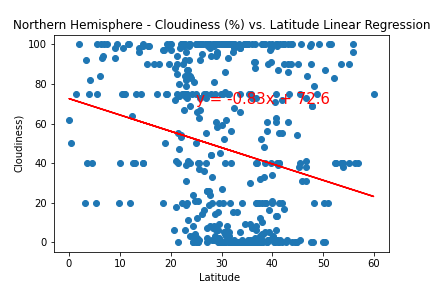 Northern Hemisphere - Cloudiness (%) vs. Latitude Linear Regression
100
80
60
40
20
0
Cloudiness)
y = -0.83x + 72.6
0 10 20 30 40 50 60
Latitude